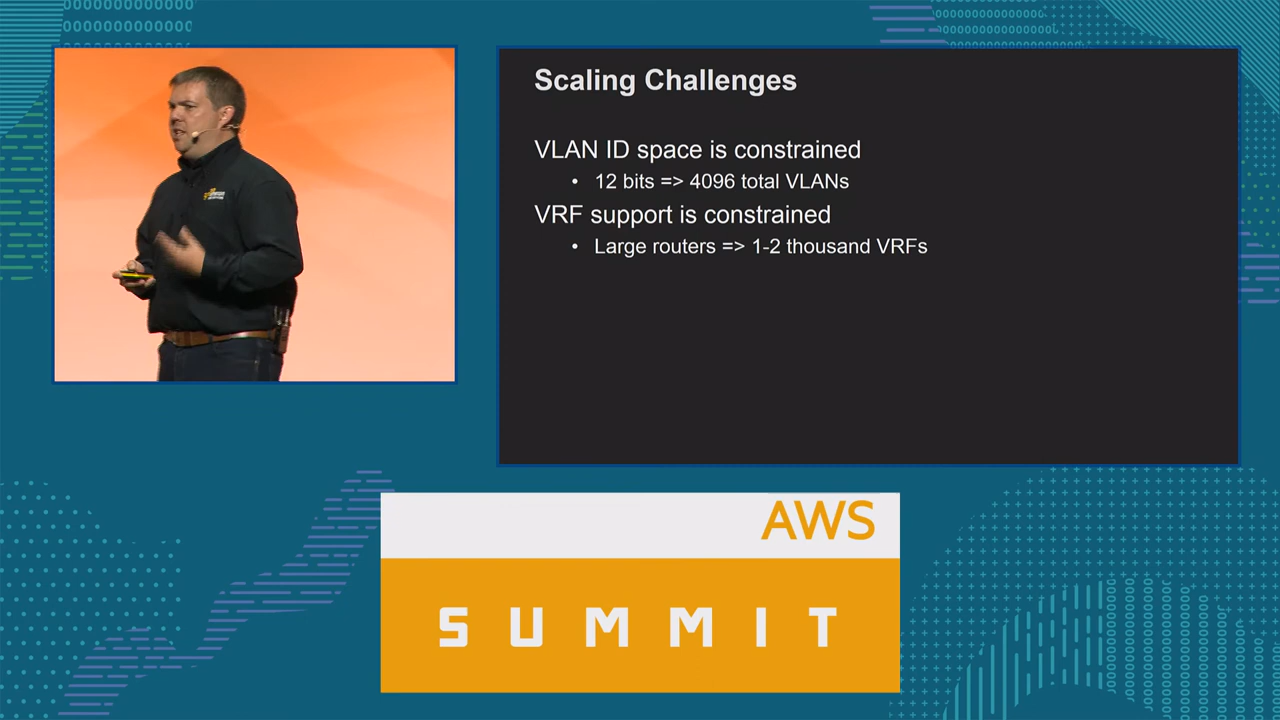 Scaling Challenges
VLAN ID space is constrained
• 12 bits => 4096 total VLANs
VRF support is constrained
• Large routers => 1-2 thousand VRFs
AWS
SUMMIT